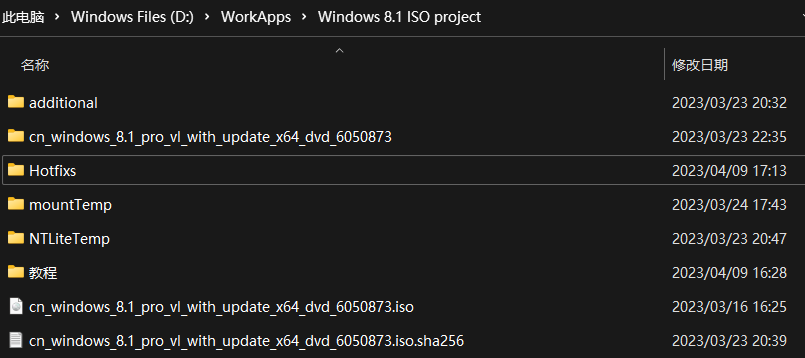 此电脑 › Windows Files (D:) › WorkApps › Windows 8.1 ISO project
名称 修改日期
additional 2023/03/23 20:32
cn_windows_8.1_pro_vl_with_update_x64_dvd_6050873 2023/03/23 22:35
Hotfixs 2023/04/09 17:13
mountTemp 2023/03/24 17:43
NTLiteTemp 2023/03/23 20:47
教程 2023/04/09 16:28
cn_windows_8.1_pro_vl_with_update_x64_dvd_6050873.iso 2023/03/16 16:25
cn_windows_8.1_pro_vl_with_update_x64_dvd_6050873.iso.sha256 2023/03/23 20:39